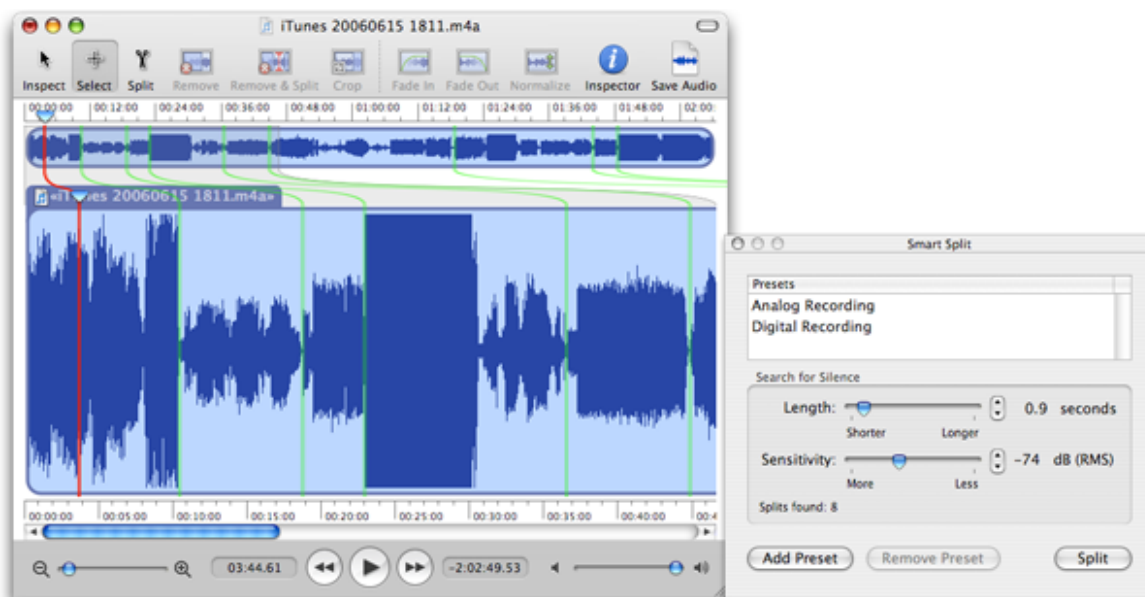 iTunes 20060615 1811.m4a
Inspect Select Split Remove Remove & Split Crop Fade In Fade Out Normalize Inspector Save Audio
00:00:00 00:12:00 00:24:00 00:36:00 00:48:00 01:00:00 01:12:00 01:24:00 01:36:00 01:48:00 02:00:
1811.m4a»
00:00:00 00:05:00 00:10:00 00:15:00 00:20:00 00:25:00 00:30:00 00:35:00 00:40:00 00:4
03:44.61 -2:02:49.53
Smart Split
Presets
Analog Recording
Digital Recording
Search for Silence
Length: 0.9 seconds
Shorter Longer
Sensitivity: -74 dB (RMS)
More Less
Splits found: 8
Add Preset Remove Preset Split